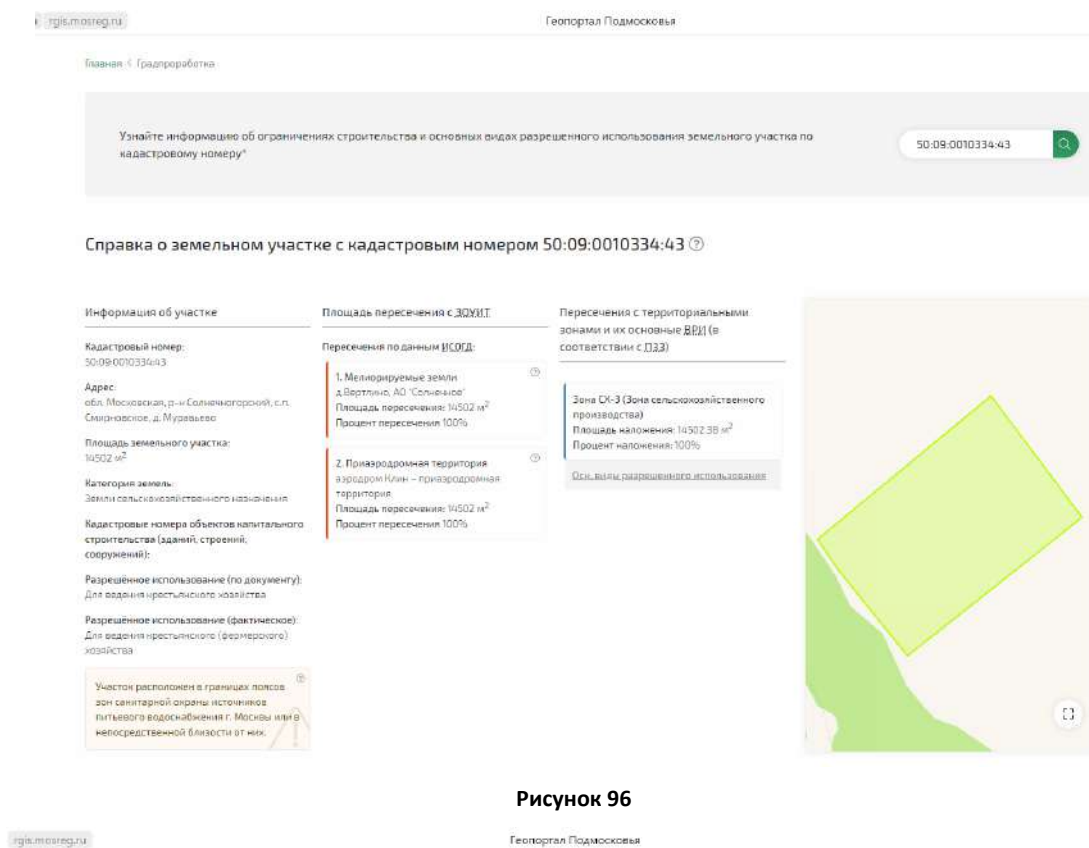 rgis.mosreg.ru
Геопортал Подмосковья
Главная < Градпроработка
Узнайте информацию об ограничениях строительства и основных видах разрешенного использования земельного участка по
кадастровому номеру*
50:09:0010334:43
Справка о земельном участке с кадастровым номером 50:09:0010334:43
Информация об участке
Кадастровый номер:
50:09:0010334:43
Адрес:
обл. Московская, р-н Солнечногорский, с.п.
Смирновское, д. Муравьево
Площадь земельного участка:
14502 м²
Категория земель:
Земли сельскохозяйственного назначения
Кадастровые номера объектов капитального
строительства (зданий, строений,
сооружений):
Разрешённое использование (по документу):
Для ведения крестьянского хозяйства
Разрешённое использование (фактическое):
Для ведения крестьянского (фермерского)
хозяйства
Участок расположен в границах поясов
зон санитарной охраны источников
питьевого водоснабжения г. Москвы или в
непосредственной близости от них.
Площадь пересечения с ЗОУИТ
Пересечения по данным ИСОГД:
1. Мелиорируемые земли
д.Вертлино, АО "Солнечное"
Площадь пересечения: 14502 м²
Процент пересечения 100%
2. Приаэродромная территория
аэродром Клин – приаэродромная
территория
Площадь пересечения: 14502 м²
Процент пересечения 100%
Пересечения с территориальными
зонами и их основные ВРИ (в
соответствии с ПЗЗ)
Зона СХ-3 (Зона сельскохозяйственного
производства)
Площадь наложения: 14502.38 м²
Процент наложения: 100%
Осн. виды разрешенного использования
Рисунок 96
rgis.mosreg.ru
Геопортал Подмосковья